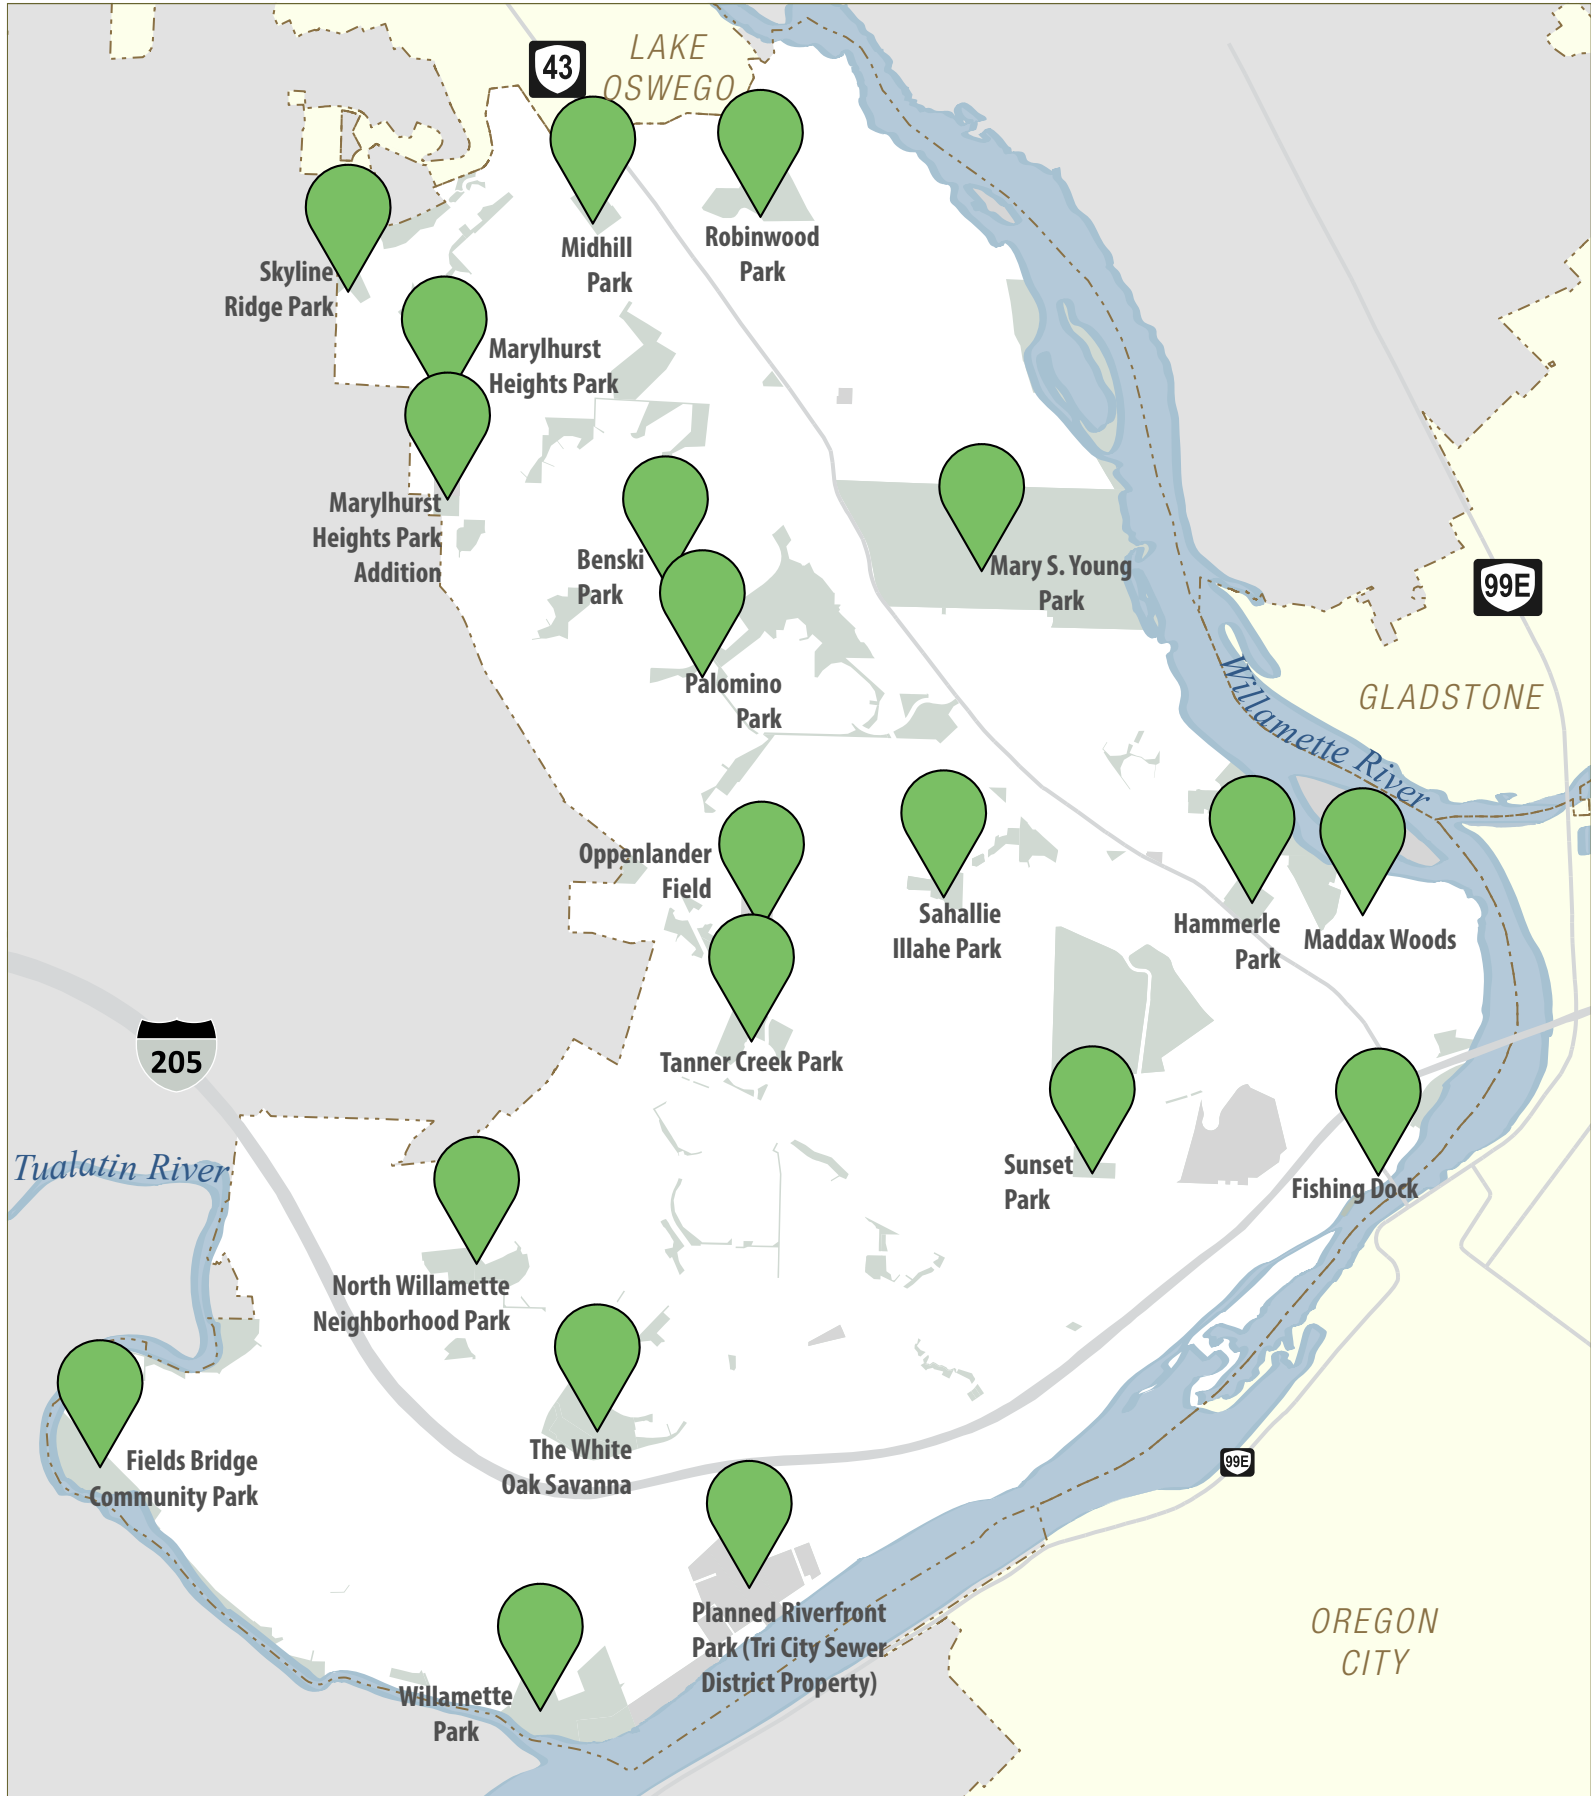 LAKE
OSWEGO
43
Midhill
Park
Robinwood
Park
Skyline
Ridge Park
Marylhurst
Heights Park
Marylhurst
Heights Park
Addition
Benski
Park
Mary S. Young
Park
99E
Palomino
Park
GLADSTONE
Willamette River
Oppenlander
Field
Sahallie
Illahe Park
Hammerle
Park
Maddax Woods
205
Tanner Creek Park
Tualatin River
Sunset
Park
Fishing Dock
North Willamette
Neighborhood Park
The White
Oak Savanna
Fields Bridge
Community Park
99E
Planned Riverfront
Park (Tri City Sewer
District Property)
OREGON
CITY
Willamette
Park